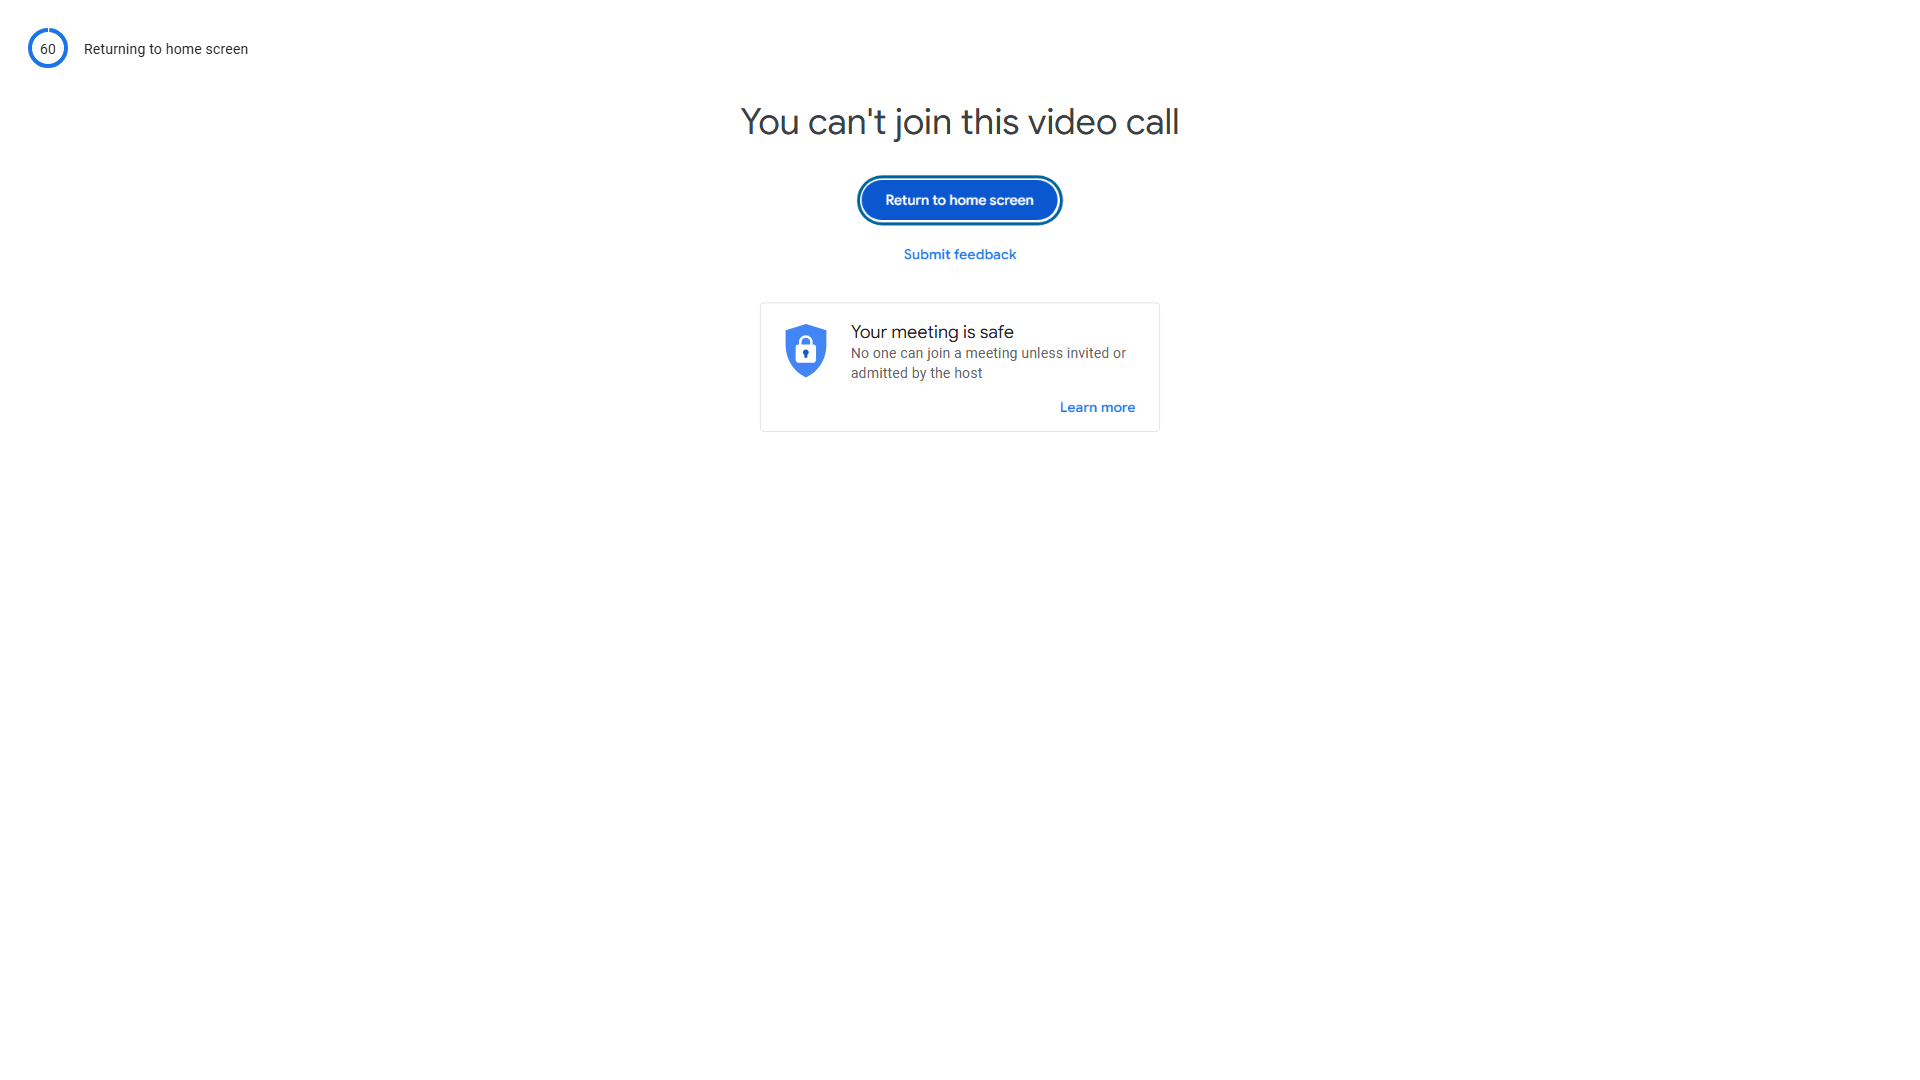 60
Returning to home screen
You can't join this video call
Return to home screen
Submit feedback
Your meeting is safe
No one can join a meeting unless invited or
admitted by the host
Learn more